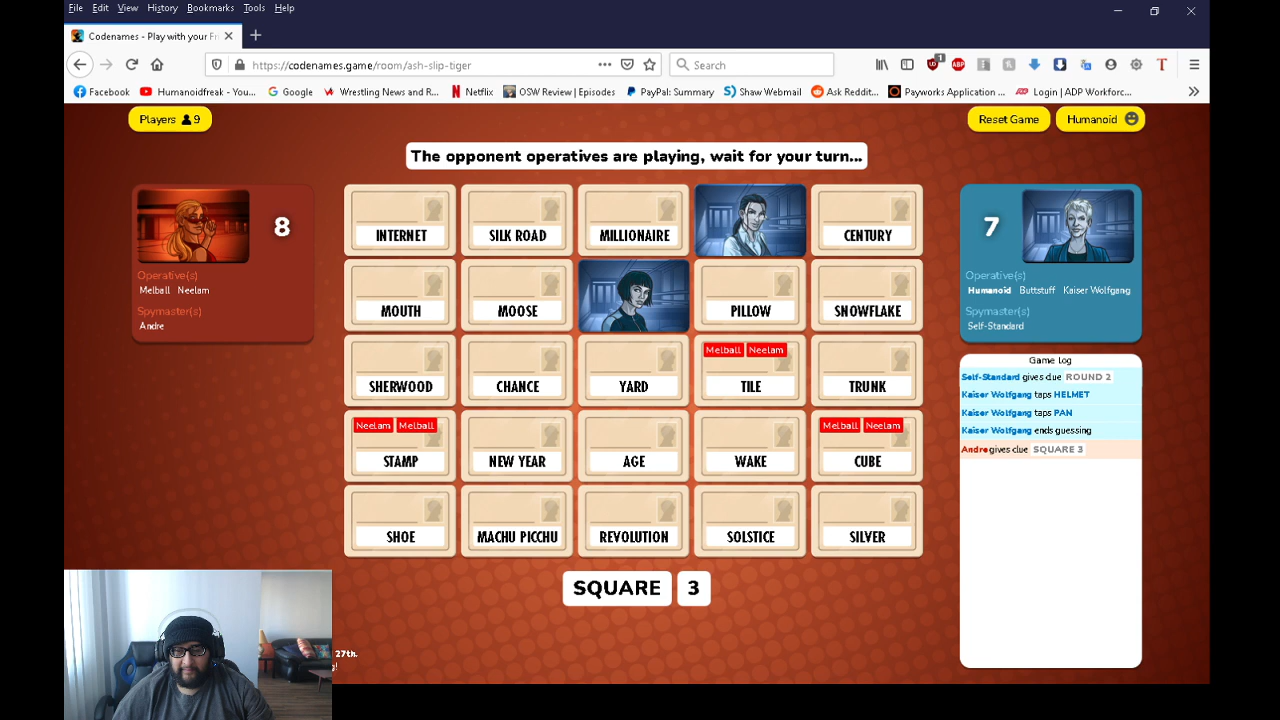 File Edit View History Bookmarks Tools Help
Codenames - Play with your Fri
https://codenames.game/room/ash-slip-tiger
Search
1
ABP
T
Facebook Humanoidfreak - You... Google Wrestling News and R... Netflix OSW Review | Episodes PayPal: Summary Shaw Webmail Ask Reddit... Payworks Application ... Login | ADP Workforc...
Players 9
Reset Game
Humanoid
The opponent operatives are playing, wait for your turn...
8
Operative(s)
Melball Neelam
Spymaster(s)
Andre
INTERNET SILK ROAD MILLIONAIRE CENTURY
MOUTH MOOSE PILLOW SNOWFLAKE
Melball Neelam
SHERWOOD CHANCE YARD TILE TRUNK
Neelam Melball Melball Neelam
STAMP NEW YEAR AGE WAKE CUBE
SHOE MACHU PICCHU REVOLUTION SOLSTICE SILVER
SQUARE 3
7
Operative(s)
Humanoid Buttstuff Kaiser Wolfgang
Spymaster(s)
Self-Standard
Game Log
Self-Standard gives clue ROUND 2
Kaiser Wolfgang taps HELMET
Kaiser Wolfgang taps PAN
Kaiser Wolfgang ends guessing
Andre gives clue SQUARE 3
27th.
!